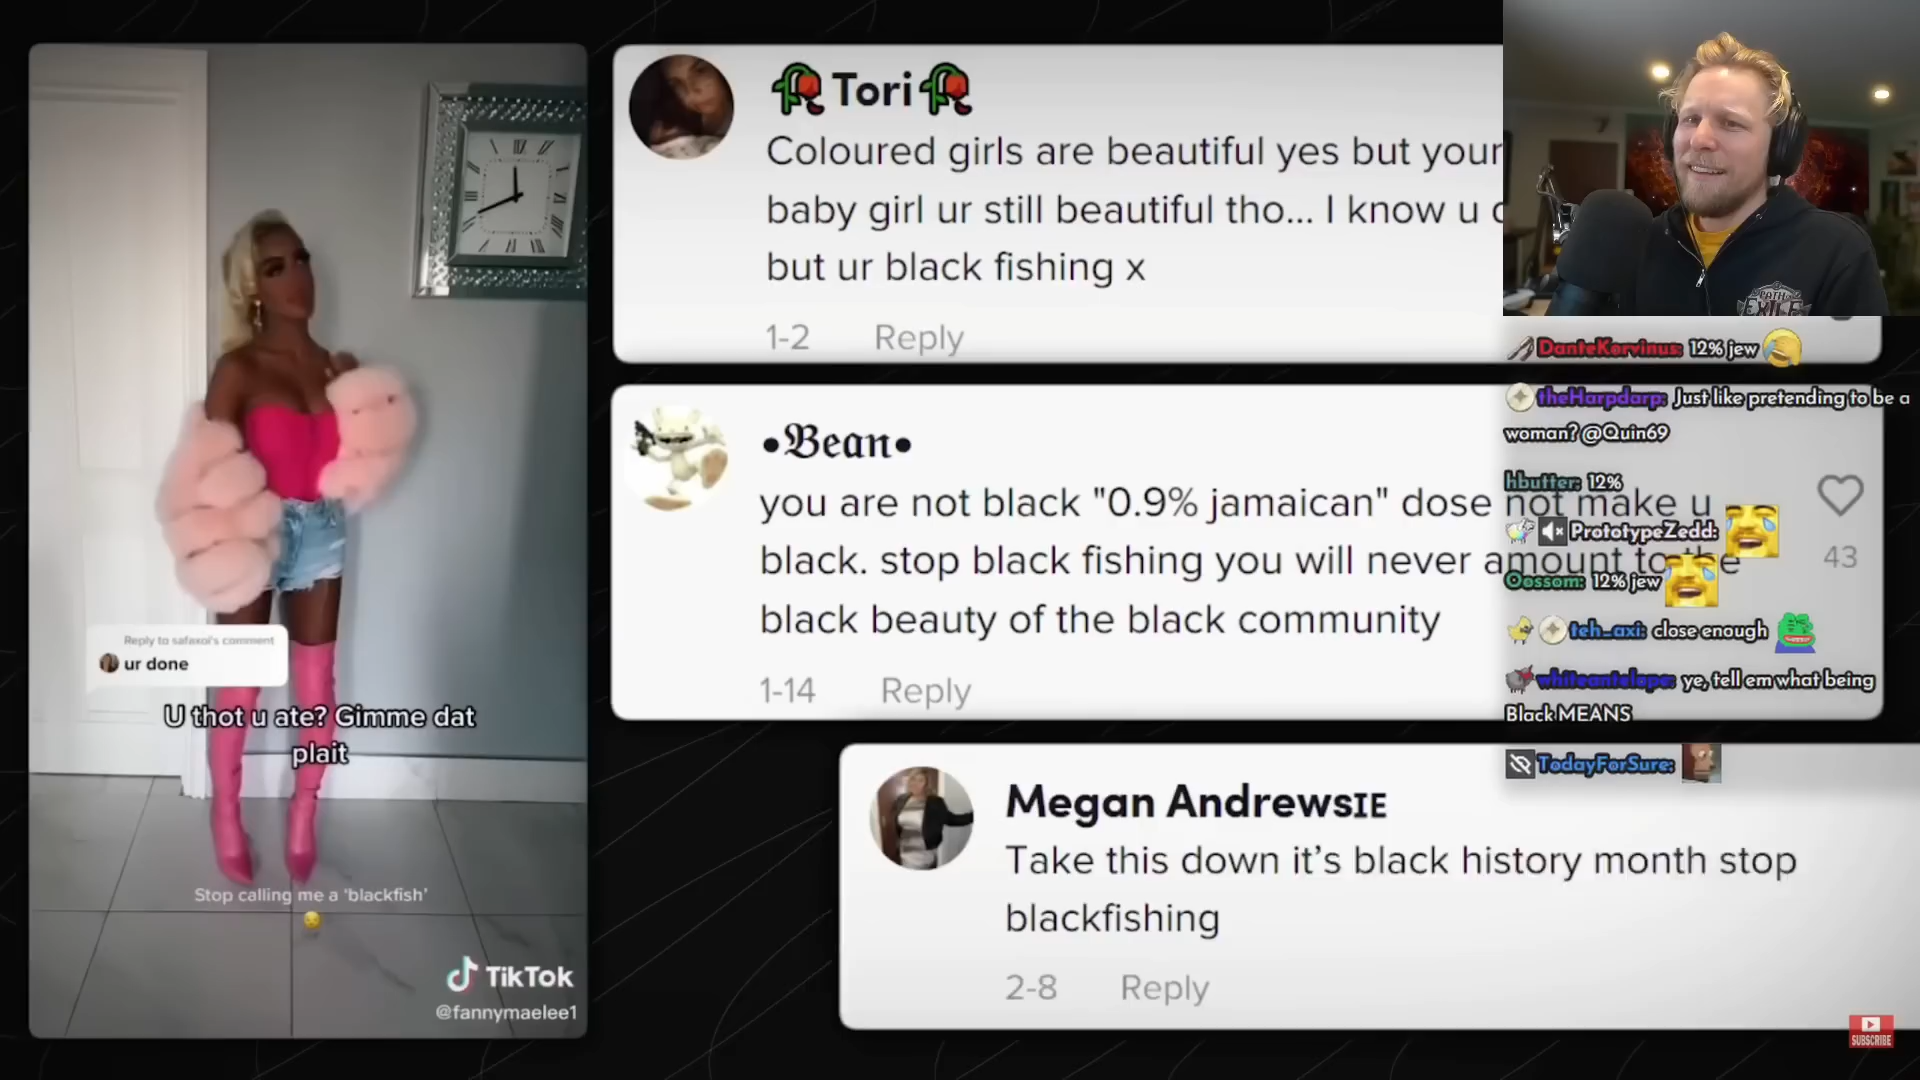 Tori
Coloured girls are beautiful yes but your
baby girl ur still beautiful tho... I know u
but ur black fishing x
1-2 Reply
•Bean•
you are not black "0.9% jamaican" dose not make u
black. stop black fishing you will never amount to the
black beauty of the black community
1-14 Reply
43
Megan AndrewsIE
Take this down it's black history month stop
blackfishing
2-8 Reply
Reply to safaxoi's comment
ur done
U thot u ate? Gimme dat
plait
Stop calling me a 'blackfish'
TikTok
@fannymaelee1
PATH
EXILE
DanteKorvinus: 12% jew
theHarpdarp: Just like pretending to be a
woman? @Quin69
hbutter: 12%
PrototypeZedd:
Oossom: 12% jew
teh_axi: close enough
whiteantelope: ye, tell em what being
Black MEANS
TodayForSure:
SUBSCRIBE